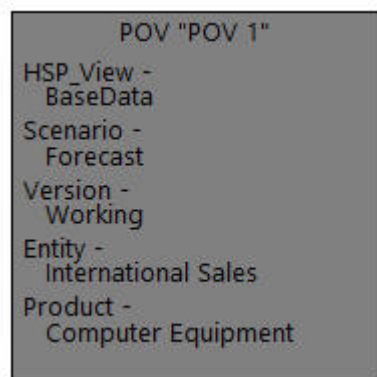 POV "POV 1"
HSP_View -
BaseData
Scenario -
Forecast
Version -
Working
Entity -
International Sales
Product -
Computer Equipment